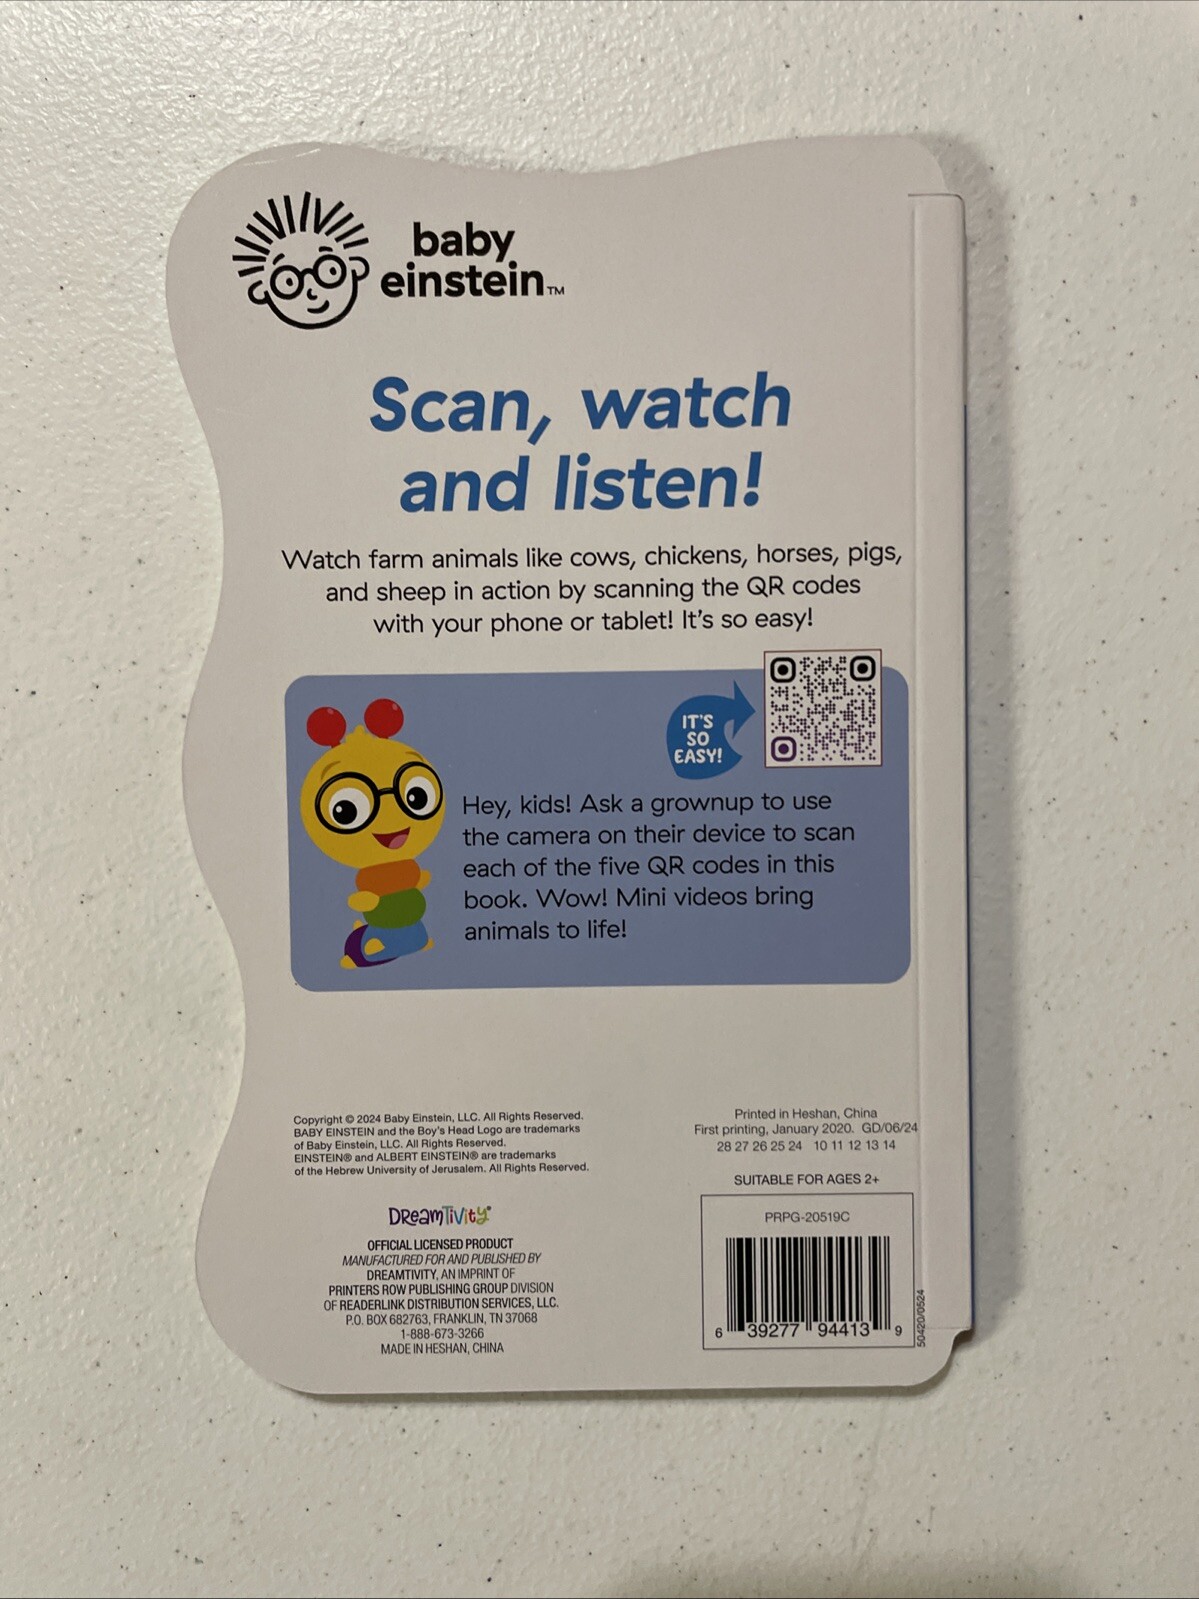 baby
einstein™
Scan, watch
and listen!
Watch farm animals like cows, chickens, horses, pigs,
and sheep in action by scanning the QR codes
with your phone or tablet! It's so easy!
IT'S
SO
EASY!
Hey, kids! Ask a grownup to use
the camera on their device to scan
each of the five QR codes in this
book. Wow! Mini videos bring
animals to life!
Copyright © 2024 Baby Einstein, LLC. All Rights Reserved.
BABY EINSTEIN and the Boy's Head Logo are trademarks
of Baby Einstein, LLC. All Rights Reserved.
EINSTEIN® and ALBERT EINSTEIN® are trademarks
of the Hebrew University of Jerusalem. All Rights Reserved.
DReamTiVity®
OFFICIAL LICENSED PRODUCT
MANUFACTURED FOR AND PUBLISHED BY
DREAMTIVITY, AN IMPRINT OF
PRINTERS ROW PUBLISHING GROUP DIVISION
OF READERLINK DISTRIBUTION SERVICES, LLC.
P.O. BOX 682763, FRANKLIN, TN 37068
1-888-673-3266
MADE IN HESHAN, CHINA
Printed in Heshan, China
First printing, January 2020. GD/06/24
28 27 26 25 24 10 11 12 13 14
SUITABLE FOR AGES 2+
PRPG-20519C
6 39277 94413 9
50420/0524